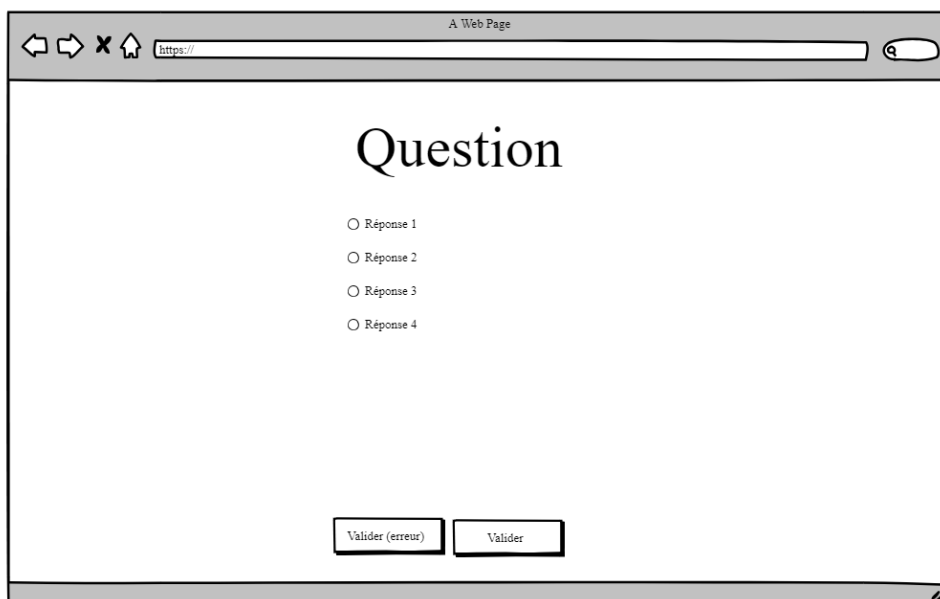 A Web Page
https://
Question
Réponse 1
Réponse 2
Réponse 3
Réponse 4
Valider (erreur)
Valider